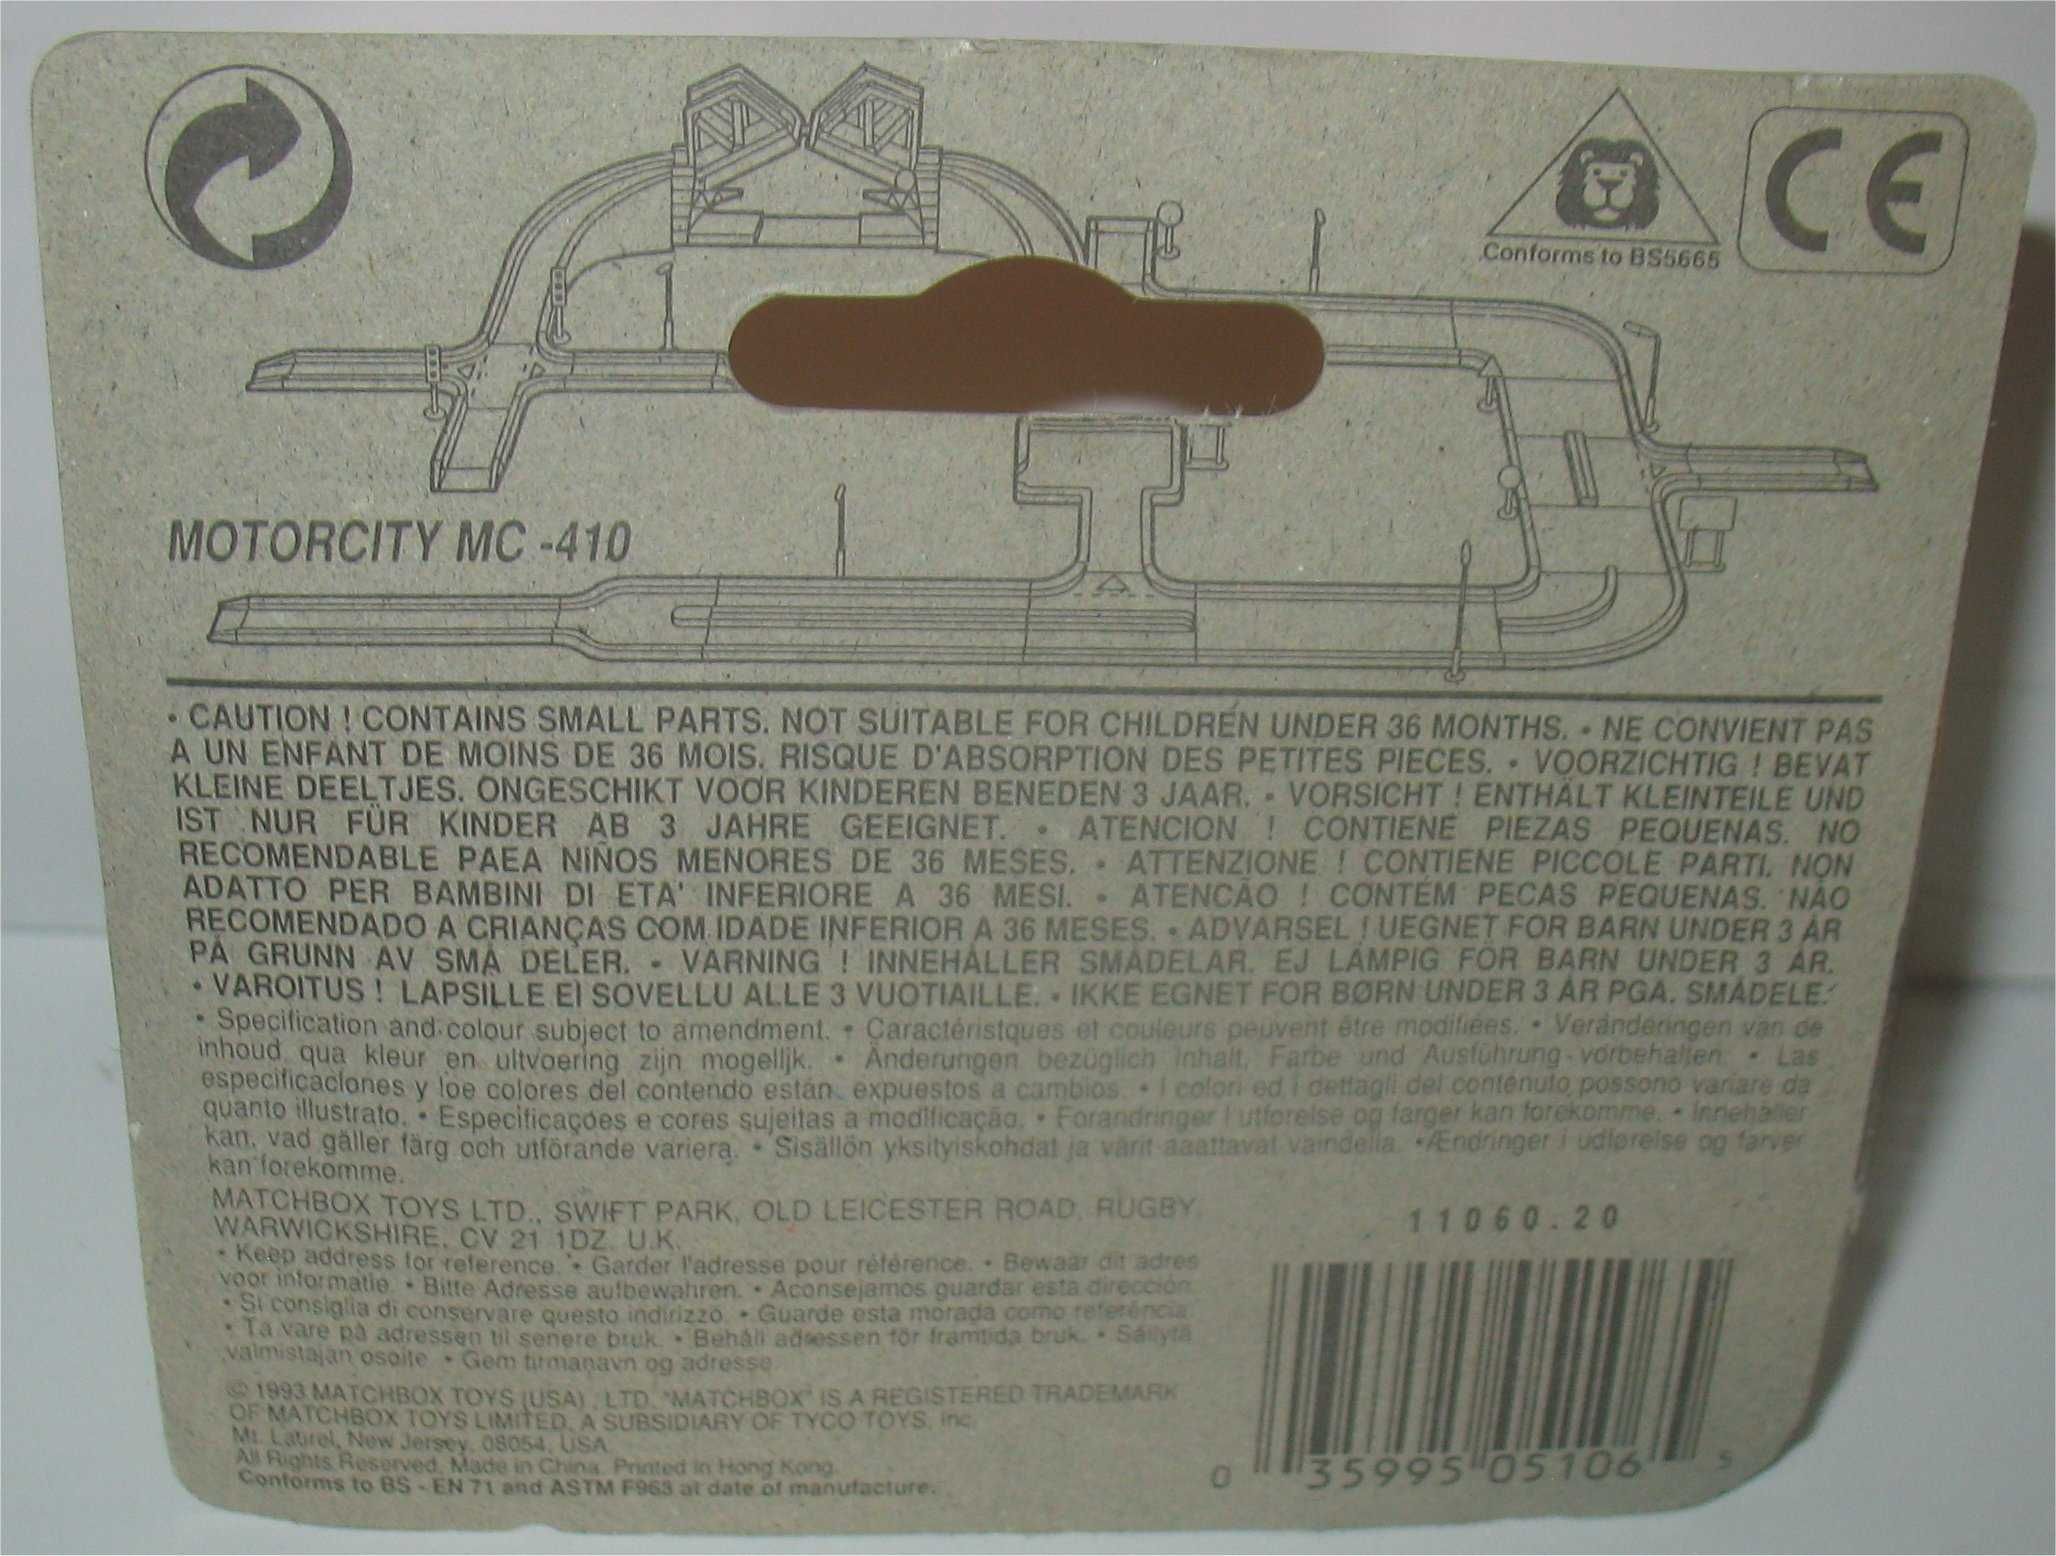 Conforms to BS5665
CE
MOTORCITY MC -410
• CAUTION ! CONTAINS SMALL PARTS. NOT SUITABLE FOR CHILDREN UNDER 36 MONTHS. • NE CONVIENT PAS
A UN ENFANT DE MOINS DE 36 MOIS. RISQUE D'ABSORPTION DES PETITES PIECES. • VOORZICHTIG ! BEVAT
KLEINE DEELTJES. ONGESCHIKT VOOR KINDEREN BENEDEN 3 JAAR. • VORSICHT ! ENTHÄLT KLEINTEILE UND
IST NUR FÜR KINDER AB 3 JAHRE GEEIGNET. • ATENCION ! CONTIENE PIEZAS PEQUENAS. NO
RECOMENDABLE PAEA NIÑOS MENORES DE 36 MESES. • ATTENZIONE ! CONTIENE PICCOLE PARTI. NON
ADATTO PER BAMBINI DI ETA' INFERIORE A 36 MESI. • ATENCÃO ! CONTÉM PECAS PEQUENAS. NÃO
RECOMENDADO A CRIANÇAS COM IDADE INFERIOR A 36 MESES. • ADVARSEL ! UEGNET FOR BARN UNDER 3 ÅR
PÅ GRUNN AV SMÅ DELER. • VARNING ! INNEHÅLLER SMÅDELAR. EJ LÄMPIG FÖR BARN UNDER 3 ÅR.
• VAROITUS ! LAPSILLE EI SOVELLU ALLE 3 VUOTIAILLE. • IKKE EGNET FOR BØRN UNDER 3 ÅR PGA. SMÅDELE.
• Specification and colour subject to amendment. • Caractéristques et couleurs peuvent être modifiées. • Veränderingen van de
inhoud qua kleur en ultvoering zijn mogelljk. • Änderungen bezüglich Inhalt, Farbe und Ausführung vorbehalten. • Las
especificaciones y loe colores del contendo están expuestos a cambios. • I colori ed i dettagli del contenuto possono variare da
quanto illustrato. • Especificações e cores sujeitas a modificação. • Forandringer I utforelse og farger kan forekomme. • Innehåller
kan, vad gäller färg och utförande variera. • Sisällön yksityiskohdat ja värit aaattavat vaindella. • Ændringer i udførelse og farver
kan forekomme.
MATCHBOX TOYS LTD., SWIFT PARK, OLD LEICESTER ROAD, RUGBY,
WARWICKSHIRE, CV 21 1DZ. U.K.
• Keep address for reference. • Garder l'adresse pour référence. • Bewaar dit adres
voor informatie. • Bitte Adresse aufbewahren. • Aconsejamos guardar esta dirección.
• Si consiglia di conservare questo indirizzo. • Guarde esta morada como referência.
• Ta vare på adressen til senere bruk. • Behåll adressen för framtida bruk. • Säilytä
valmistajan osoite. • Gem firmanavn og adresse.
© 1993 MATCHBOX TOYS (USA) , LTD. "MATCHBOX" IS A REGISTERED TRADEMARK
OF MATCHBOX TOYS LIMITED, A SUBSIDIARY OF TYCO TOYS, Inc.
Mt. Laurel, New Jersey, 08054, USA
All Rights Reserved. Made in China. Printed in Hong Kong.
Conforms to BS - EN 71 and ASTM F963 at date of manufacture.
11060.20
0 35995 05106 5